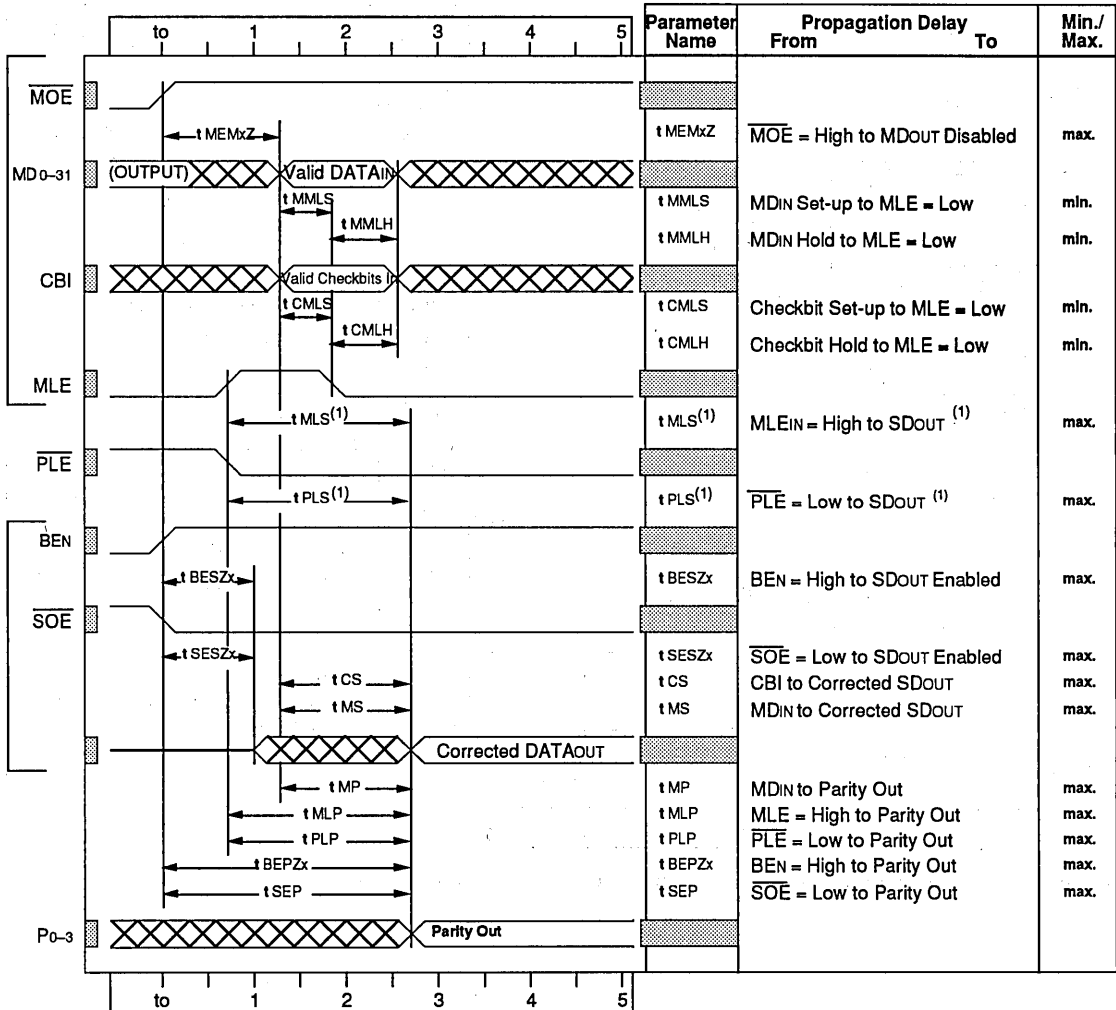 to 1 2 3 4 5
Parameter Name
Propagation Delay
From To
Min./ Max.
MOE
t MEMxZ
t MEMxZ MOE = High to MDOUT Disabled max.
MD0–31
(OUTPUT) Valid DATAIN
t MMLS
t MMLS MDIN Set-up to MLE = Low min.
t MMLH
t MMLH MDIN Hold to MLE = Low min.
CBI
Valid Checkbits In
t CMLS
t CMLS Checkbit Set-up to MLE = Low min.
t CMLH
t CMLH Checkbit Hold to MLE = Low min.
MLE
t MLS(1)
t MLS(1) MLEIN = High to SDOUT (1) max.
PLE
t PLS(1)
t PLS(1) PLE = Low to SDOUT (1) max.
BEN
t BESZx
t BESZx BEN = High to SDOUT Enabled max.
SOE
t SESZx
t SESZx SOE = Low to SDOUT Enabled max.
t CS
t CS CBI to Corrected SDOUT max.
t MS
t MS MDIN to Corrected SDOUT max.
Corrected DATAOUT
t MP
t MP MDIN to Parity Out max.
t MLP
t MLP MLE = High to Parity Out max.
t PLP
t PLP PLE = Low to Parity Out max.
t BEPZx
t BEPZx BEN = High to Parity Out max.
t SEP
t SEP SOE = Low to Parity Out max.
P0–3
Parity Out
to 1 2 3 4 5